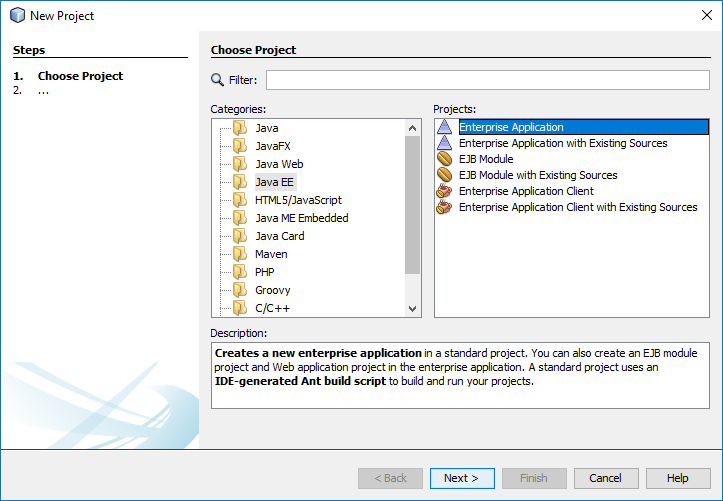 New Project
Steps
1. Choose Project
2. ...
Choose Project
Filter:
Categories:
Java
JavaFX
Java Web
Java EE
HTML5/JavaScript
Java ME Embedded
Java Card
Maven
PHP
Groovy
C/C++
Projects:
Enterprise Application
Enterprise Application with Existing Sources
EJB Module
EJB Module with Existing Sources
Enterprise Application Client
Enterprise Application Client with Existing Sources
Description:
Creates a new enterprise application in a standard project. You can also create an EJB module
project and Web application project in the enterprise application. A standard project uses an
IDE-generated Ant build script to build and run your projects.
< Back
Next >
Finish
Cancel
Help